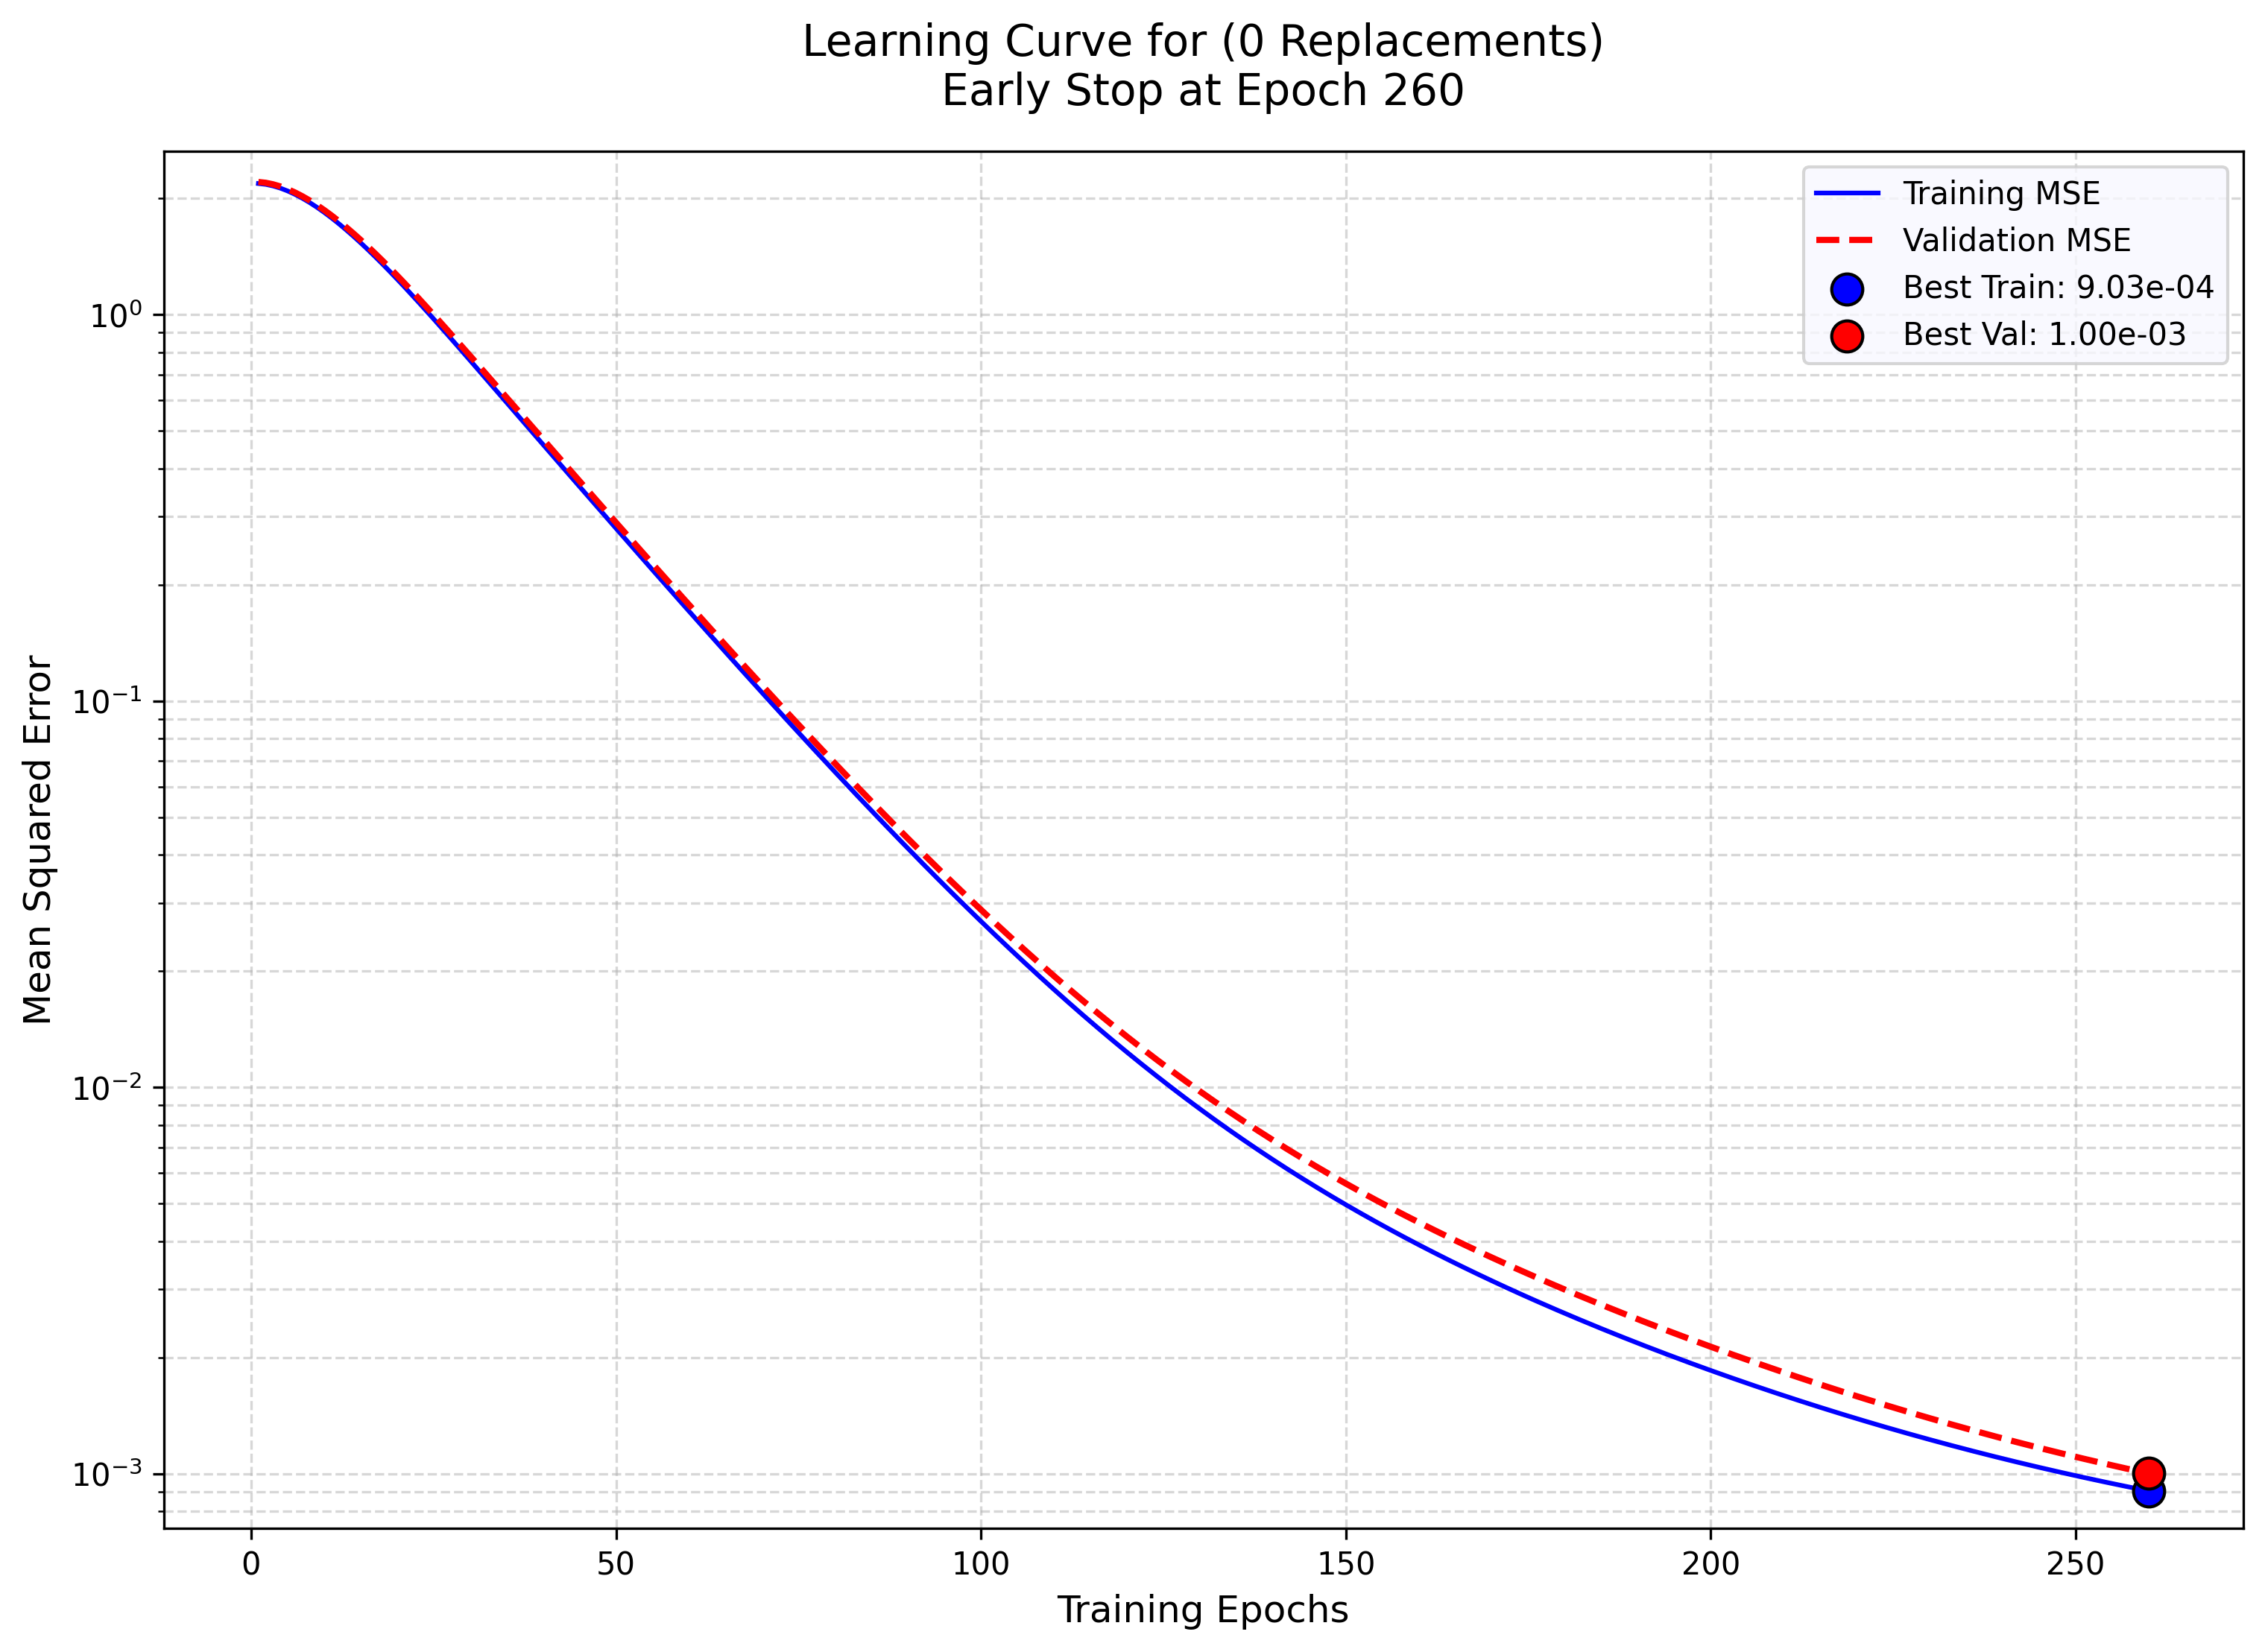 Learning Curve for (0 Replacements)
Early Stop at Epoch 260
Training MSE
Validation MSE
Best Train: 9.03e-04
Best Val: 1.00e-03
Mean Squared Error
10⁰
10⁻¹
10⁻²
10⁻³
0 50 100 150 200 250
Training Epochs